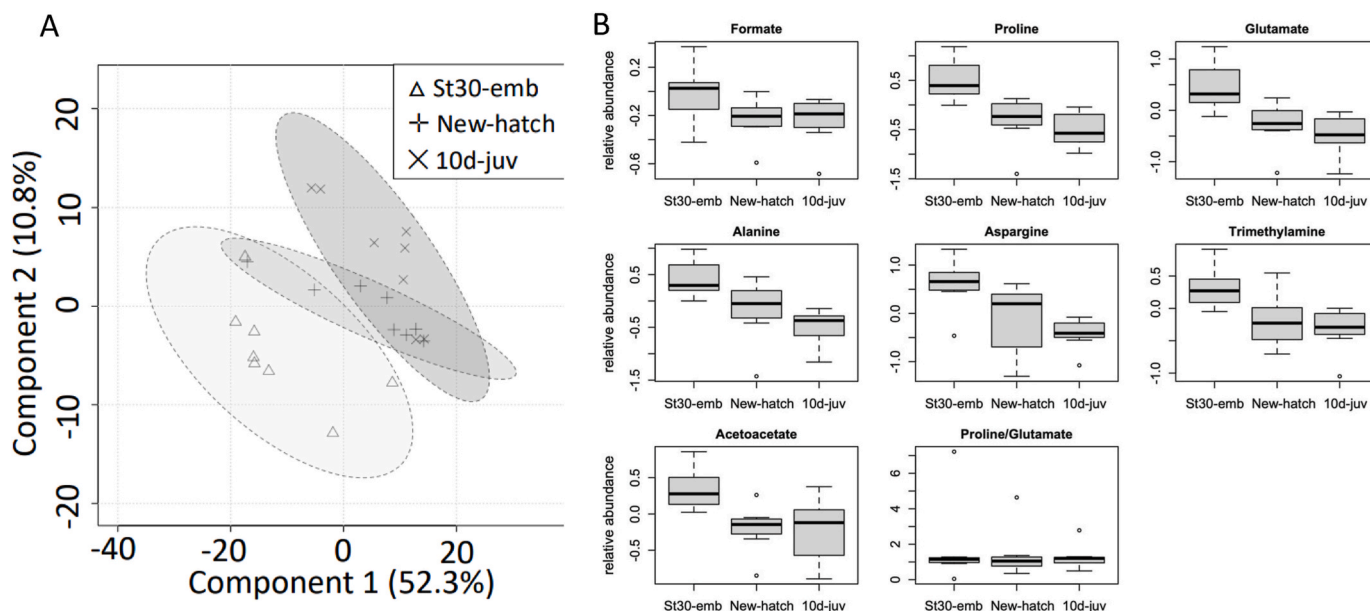 A
20
10
0
-10
-20
Component 2 (10.8%)
-40
-20
0
20
Component 1 (52.3%)
St30-emb
New-hatch
10d-juv
B
Formate
relative abundance
0.2
-0.2
-0.6
St30-emb New-hatch 10d-juv
Proline
0.5
-0.5
-1.5
St30-emb New-hatch 10d-juv
Glutamate
1.0
0.0
-1.0
St30-emb New-hatch 10d-juv
Alanine
relative abundance
0.5
-0.5
-1.5
St30-emb New-hatch 10d-juv
Aspargine
1.0
0.0
-1.0
St30-emb New-hatch 10d-juv
Trimethylamine
0.5
0.0
-1.0
St30-emb New-hatch 10d-juv
Acetoacetate
relative abundance
0.5
0.0
-0.5
St30-emb New-hatch 10d-juv
Proline/Glutamate
6
4
2
0
St30-emb New-hatch 10d-juv